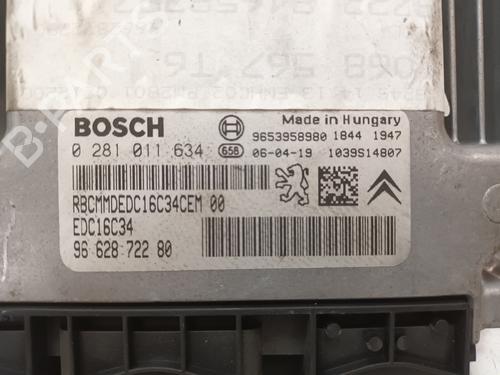 BOSCH
Made in Hungary
9653958980 1844 1947
0 281 011 634 658 06-04-19 1039S14807
RBCMMDEDC16C34CEM 00
EDC16C34
96 628 722 80
B-Parts